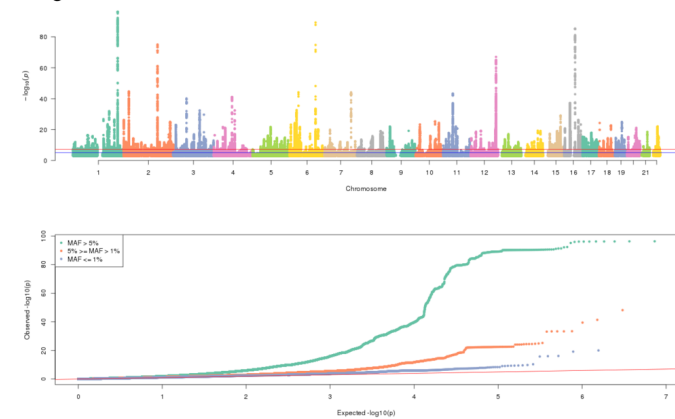 80
60
40
20
0
− log₁₀(p)
1 2 3 4 5 6 7 8 9 10 11 12 13 14 15 16 17 18 19 21
Chromosome
100
80
60
40
20
0
Observed -log10(p)
MAF > 5%
5% >= MAF > 1%
MAF <= 1%
0 1 2 3 4 5 6 7
Expected -log10(p)